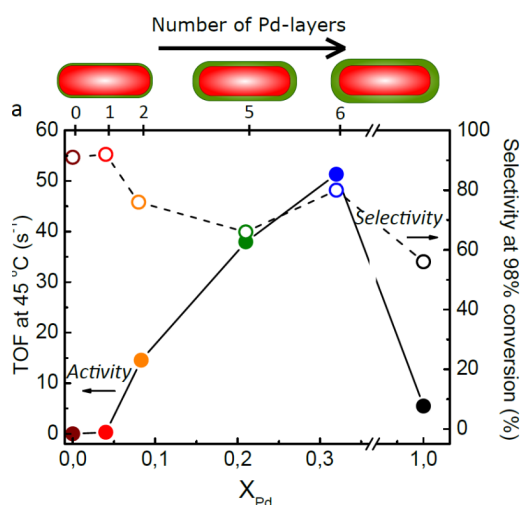 Number of Pd-layers
a
0 1 2 5 6
60
50
40
30
20
10
0
TOF at 45 °C (s⁻¹)
100
80
60
40
20
0
Selectivity at 98%
conversion (%)
Selectivity
Activity
0,0 0,1 0,2 0,3 1,0
X_Pd